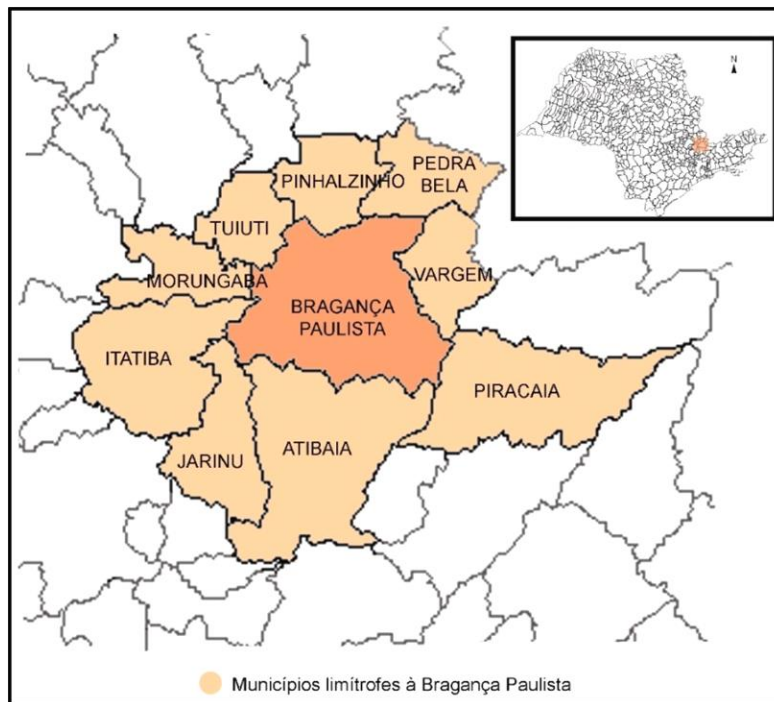 N
PEDRA
BELA
PINHALZINHO
TUIUTI
MORUNGABA
VARGEM
BRAGANÇA
PAULISTA
ITATIBA
PIRACAIA
JARINU
ATIBAIA
Municípios limítrofes à Bragança Paulista